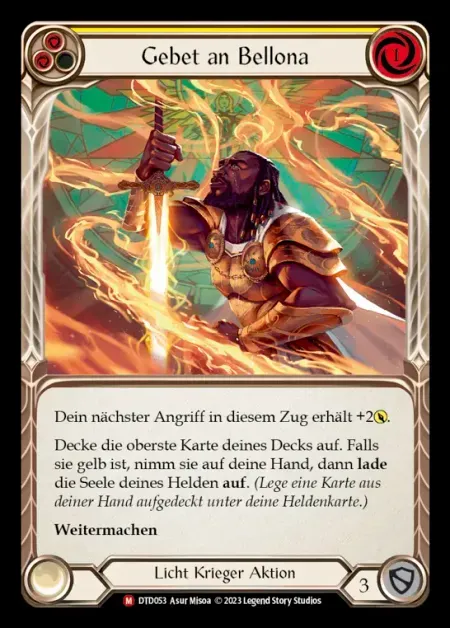 Gebet an Bellona
1
Dein nächster Angriff in diesem Zug erhält +2.
Decke die oberste Karte deines Decks auf. Falls
sie gelb ist, nimm sie auf deine Hand, dann lade
die Seele deines Helden auf. (Lege eine Karte aus
deiner Hand aufgedeckt unter deine Heldenkarte.)
Weitermachen
Licht Krieger Aktion
3
M DTD053 Asur Misoa © 2023 Legend Story Studios